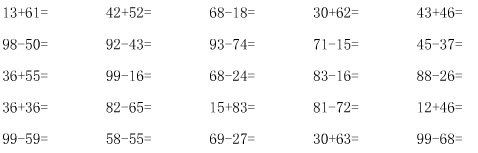 13+61= 42+52= 68-18= 30+62= 43+46=
98-50= 92-43= 93-74= 71-15= 45-37=
36+55= 99-16= 68-24= 83-16= 88-26=
36+36= 82-65= 15+83= 81-72= 12+46=
99-59= 58-55= 69-27= 30+63= 99-68=